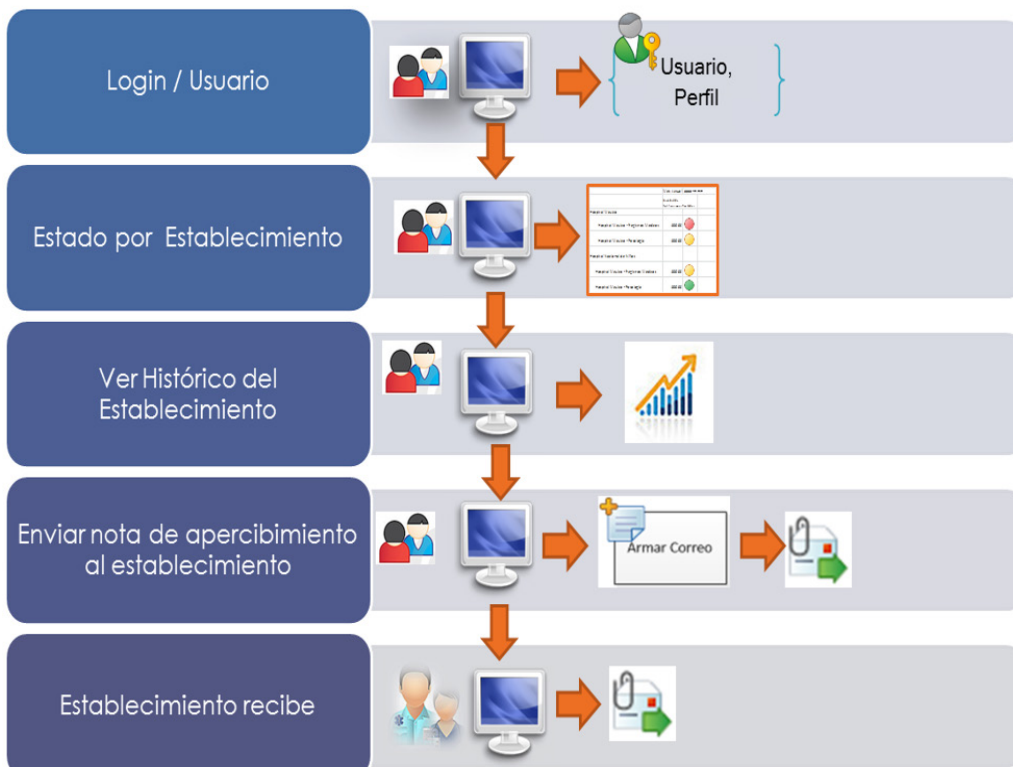 Login / Usuario
Usuario,
Perfil
Estado por Establecimiento
Ver Histórico del
Establecimiento
Enviar nota de apercibimiento
al establecimiento
Armar Correo
Establecimiento recibe